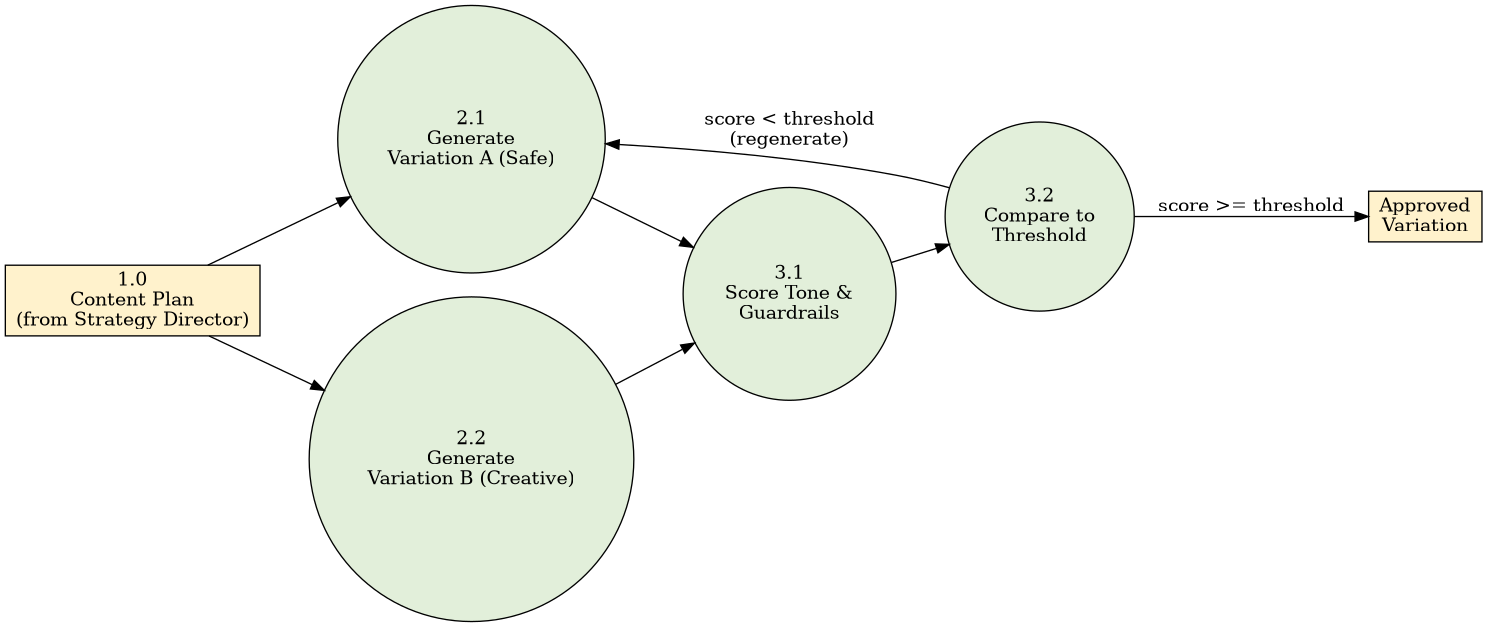 2.1
Generate
Variation A (Safe)
score < threshold
(regenerate)
3.2
Compare to
Threshold
score >= threshold
Approved
Variation
1.0
Content Plan
(from Strategy Director)
3.1
Score Tone &
Guardrails
2.2
Generate
Variation B (Creative)